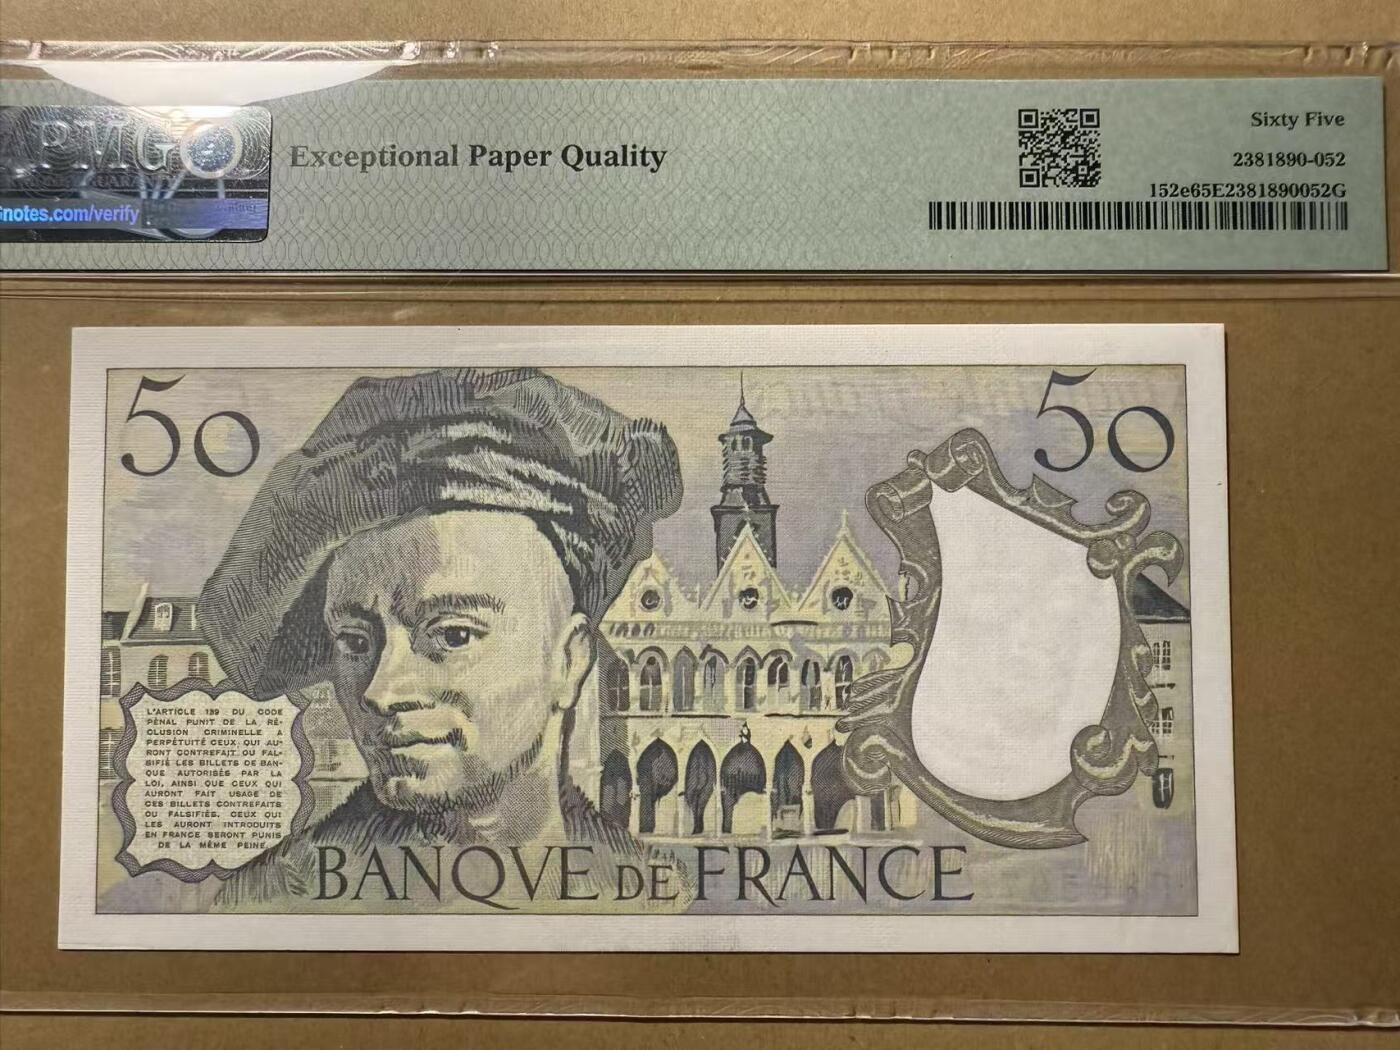 PMG
Gnotes.com/verify
Exceptional Paper Quality
Sixty Five
2381890-052
152e65E2381890052G
50
50
L'ARTICLE 139 DU CODE
PÉNAL PUNIT DE LA RÉ-
CLUSION CRIMINELLE A
PERPÉTUITÉ CEUX QUI AU-
RONT CONTREFAIT OU FAL-
SIFIÉ LES BILLETS DE BAN-
QUE AUTORISÉS PAR LA
LOI, AINSI QUE CEUX QUI
AURONT FAIT USAGE DE
CES BILLETS CONTREFAITS
OU FALSIFIÉS. CEUX QUI
LES AURONT INTRODUITS
EN FRANCE SERONT PUNIS
DE LA MÊME PEINE.
BANQVE DE FRANCE